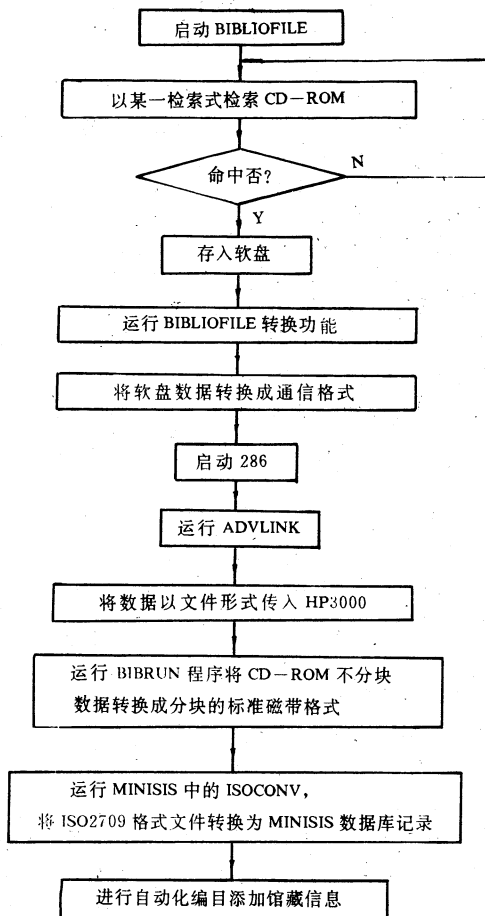 启动 BIBLIOFILE
以某一检索式检索 CD-ROM
命中否?
N
Y
存入软盘
运行 BIBLIOFILE 转换功能
将软盘数据转换成通信格式
启动 286
运行 ADVLINK
将数据以文件形式传入 HP3000
运行 BIBRUN 程序将 CD-ROM 不分块
数据转换成分块的标准磁带格式
运行 MINISIS 中的 ISOCONV,
将 ISO2709 格式文件转换为 MINISIS 数据库记录
进行自动化编目添加馆藏信息